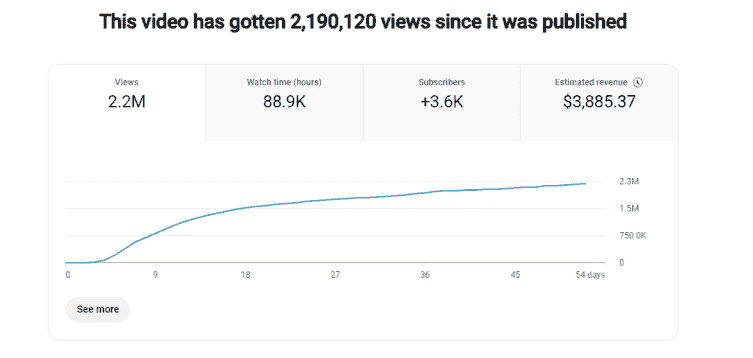 This video has gotten 2,190,120 views since it was published
Views
2.2M
Watch time (hours)
88.9K
Subscribers
+3.6K
Estimated revenue
$3,885.37
2.3M
1.5M
750.0K
0
0 9 18 27 36 45 54 days
See more